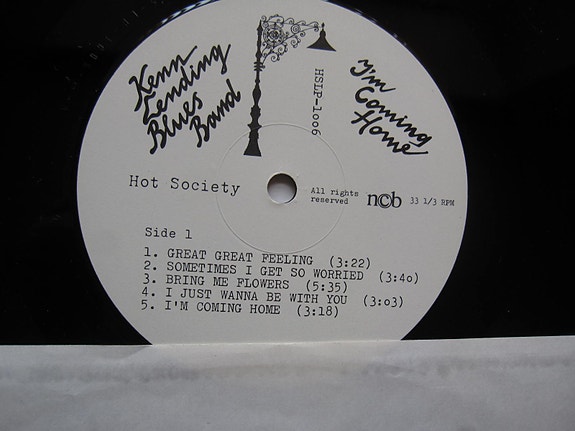 Kenn
Lending
Blues
Band
HSLP-1006
I'm
Coming
Home
Hot Society
All rights
reserved
ncb
33 1/3 RPM
Side 1
1. GREAT GREAT FEELING (3:22)
2. SOMETIMES I GET SO WORRIED (3:40)
3. BRING ME FLOWERS (5:35)
4. I JUST WANNA BE WITH YOU (3:03)
5. I'M COMING HOME (3:18)